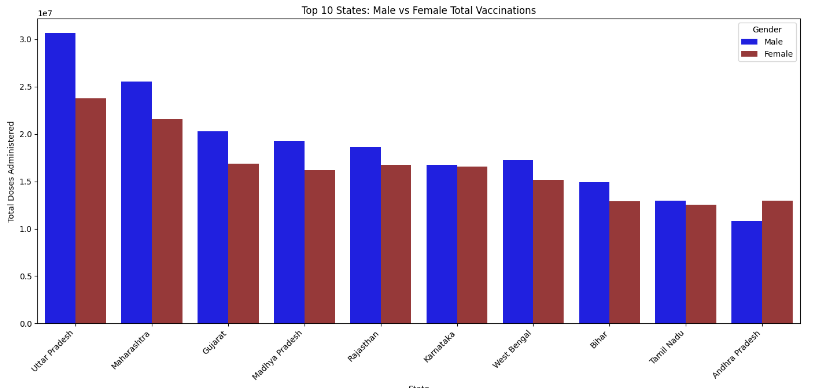 Top 10 States: Male vs Female Total Vaccinations
1e7
3.0
2.5
2.0
1.5
1.0
0.5
0.0
Total Doses Administered
Gender
Male
Female
Uttar Pradesh
Maharashtra
Gujarat
Madhya Pradesh
Rajasthan
Karnataka
West Bengal
Bihar
Tamil Nadu
Andhra Pradesh